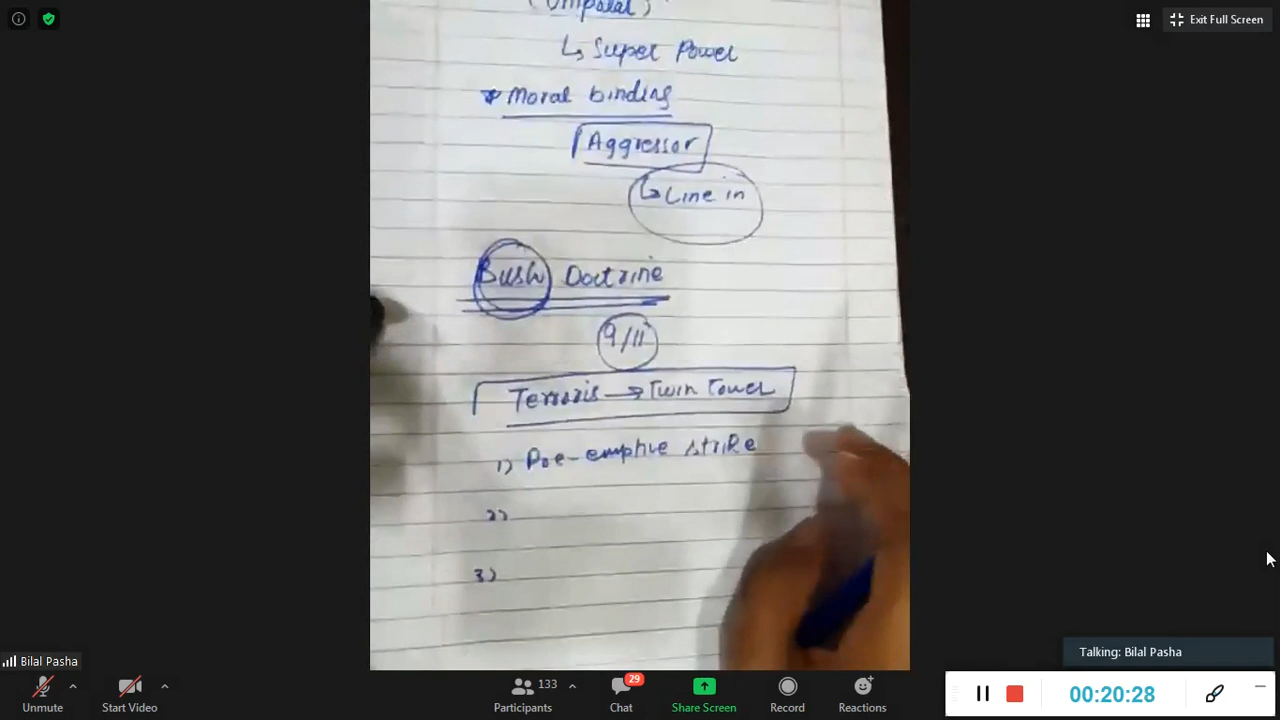 Exit Full Screen
(Unipolar)
↳ Super Power
* Moral binding
Aggressor
↳ Line in
Bush Doctrine
9/11
Terroris → Twin Tower
1) Pre-emptive strike
2)
3)
Bilal Pasha
Talking: Bilal Pasha
Unmute
Start Video
133
Participants
29
Chat
Share Screen
Record
Reactions
00:20:28